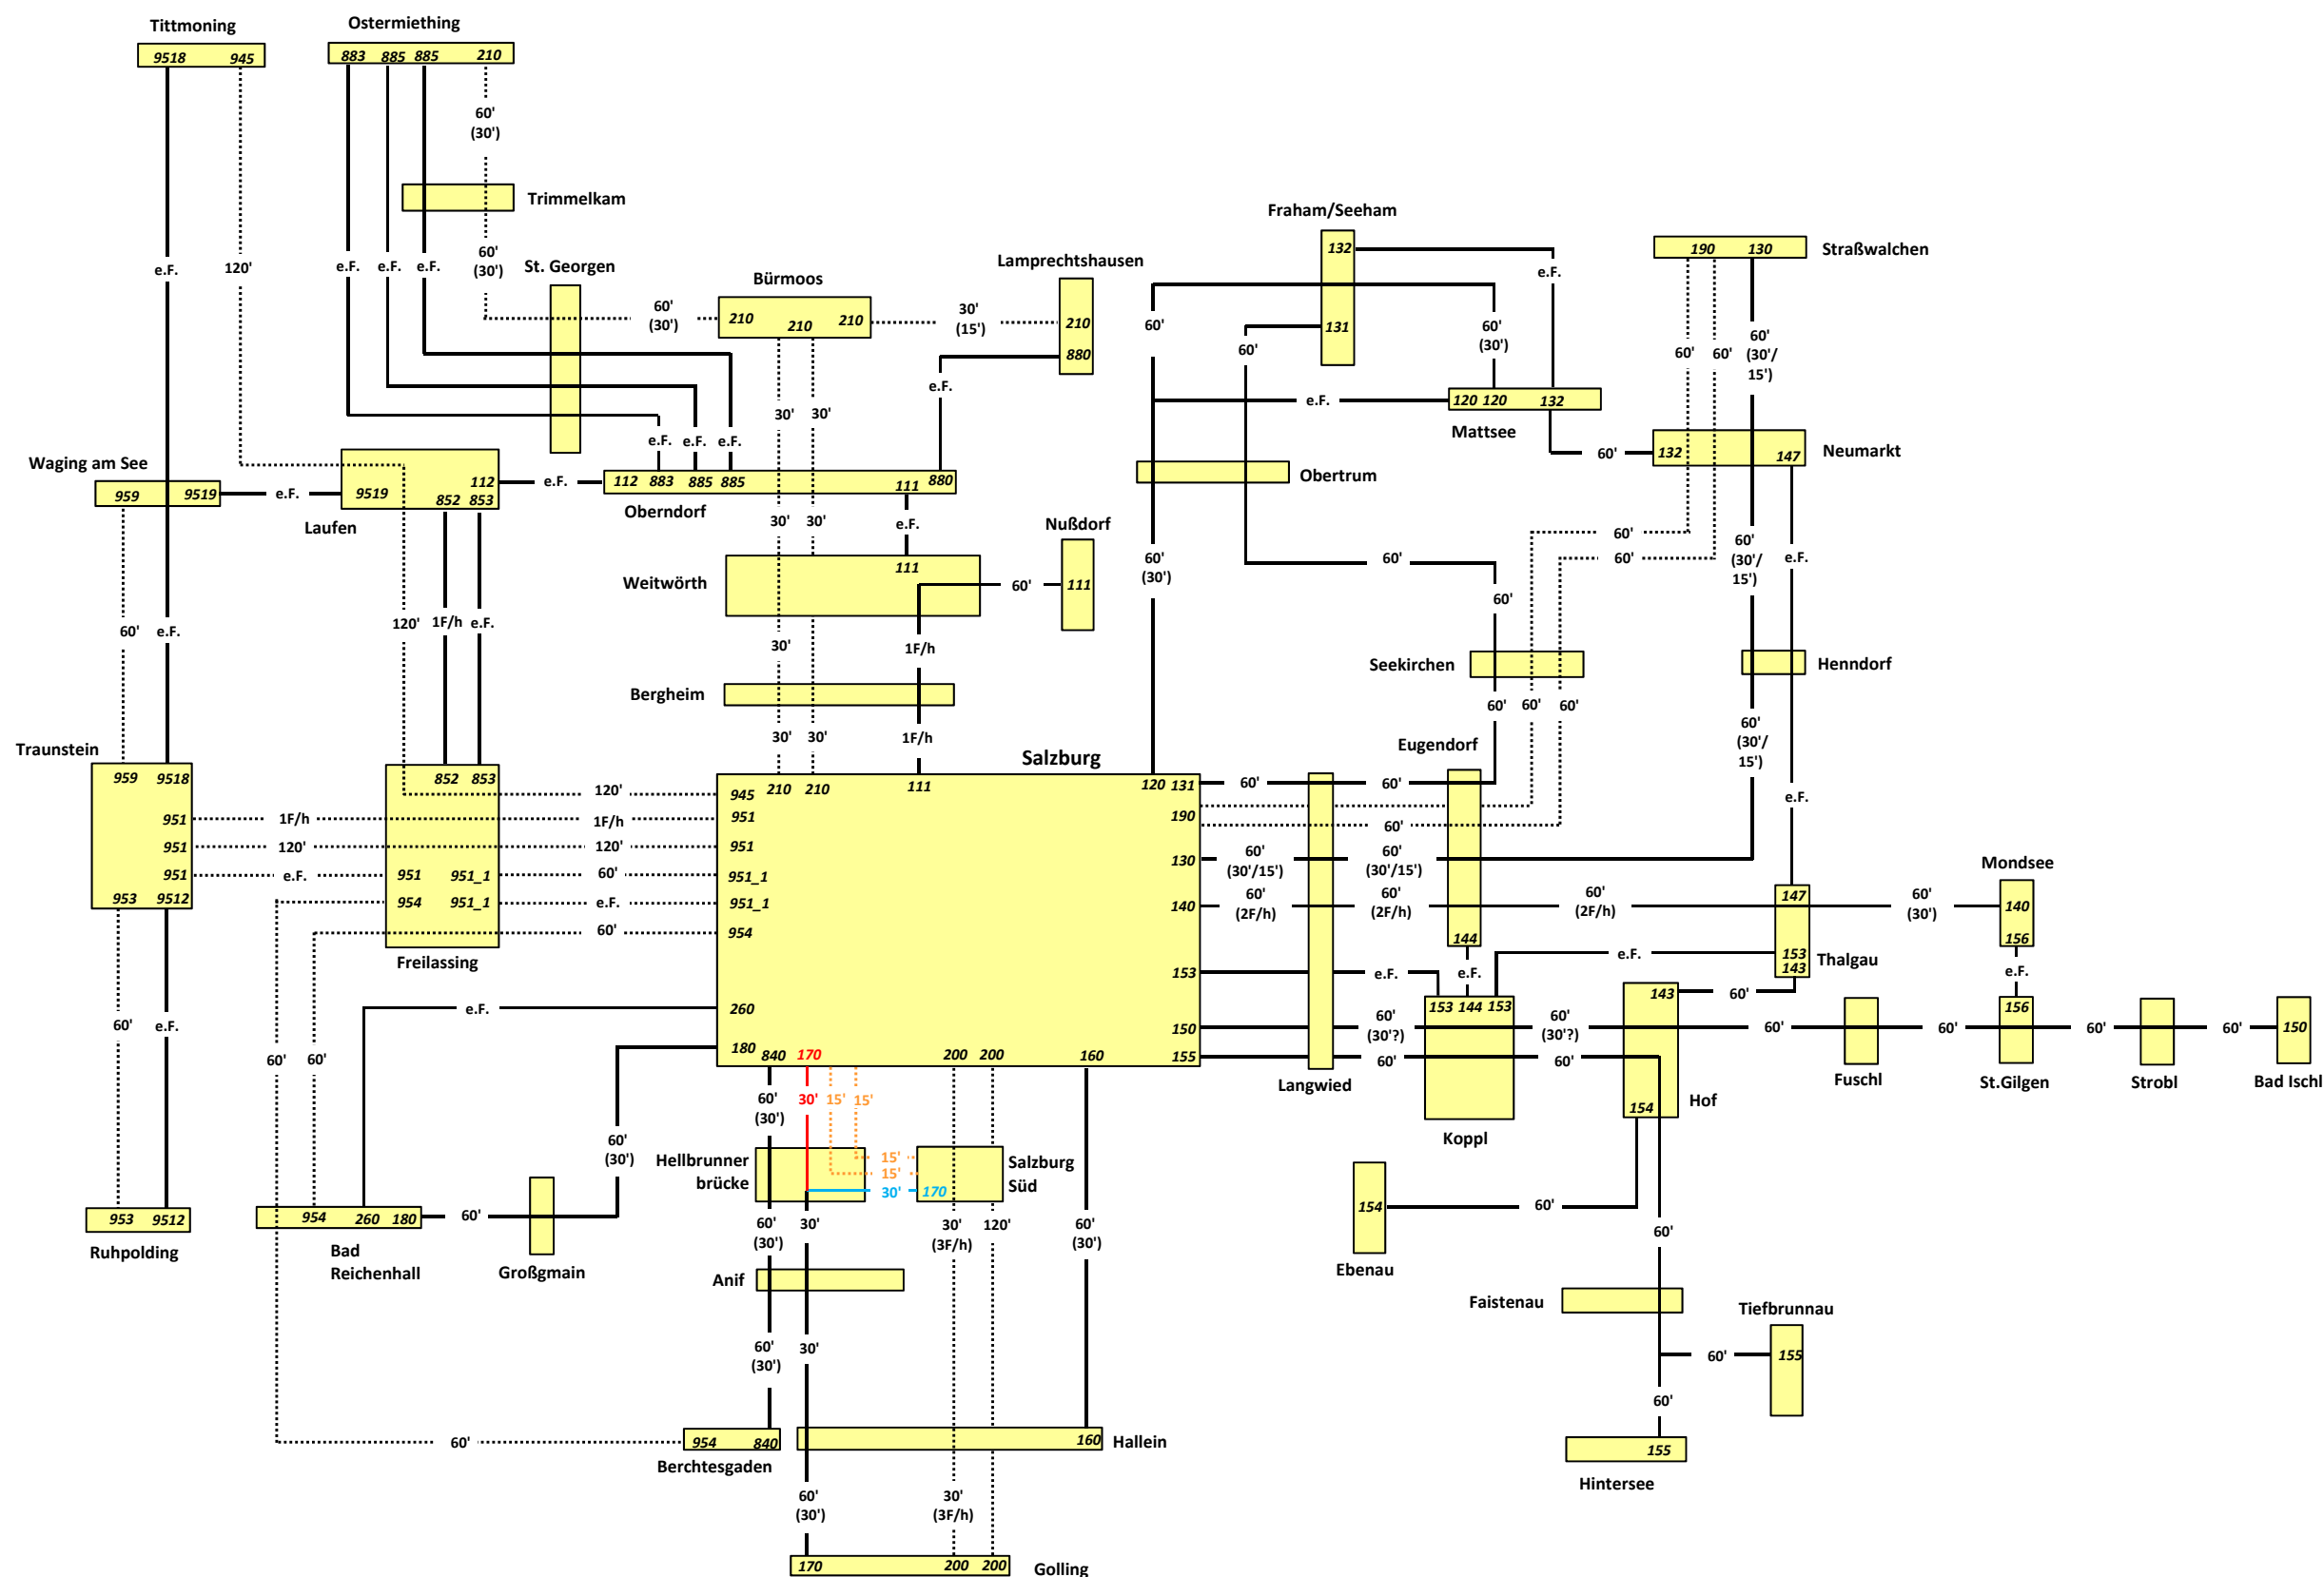 Tittmoning
Ostermiething
9518 945
883 885 885 210
60'
(30')
Trimmelkam
Fraham/Seeham
132
190 130
Straßwalchen
e.F.
120'
e.F. e.F. e.F.
60'
(30')
St. Georgen
Bürmoos
Lamprechtshausen
e.F.
60'
(30')
210 210 210
30'
(15')
210
880
60'
131
60'
60'
(30')
60' 60'
60'
(30'/
15')
e.F.
30' 30'
e.F.
120 120 132
Mattsee
e.F. e.F. e.F.
60'
132 147
Neumarkt
Waging am See
959 9519
e.F.
9519
112
852 853
Laufen
e.F.
112 883 885 885 111 880
Oberndorf
Obertrum
30' 30'
e.F.
Nußdorf
111
60'
(30')
60'
60'
60'
60'
(30'/
15')
e.F.
Weitwörth
111
60'
60'
60' e.F.
120'
1F/h e.F.
30'
1F/h
Seekirchen
Henndorf
Bergheim
60' 60' 60'
30' 30'
1F/h
60'
(30'/
15')
Traunstein
Salzburg
Eugendorf
959 9518
852 853
120'
945 210 210 111 120 131
60' 60'
e.F.
951
1F/h
1F/h
951
190
60'
951
120'
120'
951
130
60'
(30'/15')
60'
(30'/15')
951
e.F.
951 951_1
60'
951_1
Mondsee
953 9512
954 951_1
e.F.
951_1
140
60'
(2F/h)
60'
(2F/h)
60'
(2F/h)
147
60'
(30')
140
156
60'
954
144
Freilassing
153
e.F.
e.F.
e.F.
153
143
Thalgau
e.F.
e.F.
260
153 144 153
143
60'
156
60'
e.F.
150
60'
(30'?)
60'
(30'?)
60'
60'
60'
60'
150
60' 60'
180 840 170 200 200 160 155
60'
60'
Langwied
Fuschl
St.Gilgen
Strobl
Bad Ischl
60'
(30')
30' 15' 15'
154
Hof
Koppl
60'
(30')
Hellbrunner
brücke
15'
15'
30'
170
Salzburg
Süd
154
60'
Ebenau
953 9512
Ruhpolding
954 260 180
Bad
Reichenhall
60'
Großgmain
60'
(30')
30'
30'
(3F/h)
120'
60'
(30')
60'
Anif
Faistenau
Tiefbrunnau
60'
(30')
30'
60'
155
60'
60'
954 840
Berchtesgaden
160
Hallein
155
Hintersee
60'
(30')
30'
(3F/h)
170 200 200
Golling